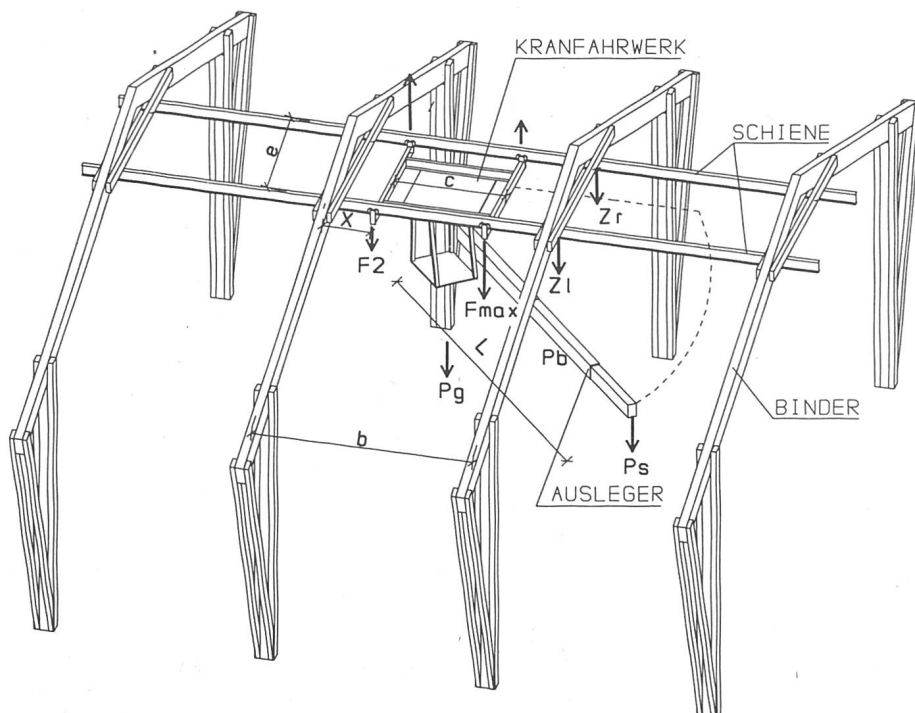 KRANFAHRWERK
SCHIENE
a
c
Zr
X
F2
Zl
Fmax
L
Pb
Pg
BINDER
b
Ps
AUSLEGER